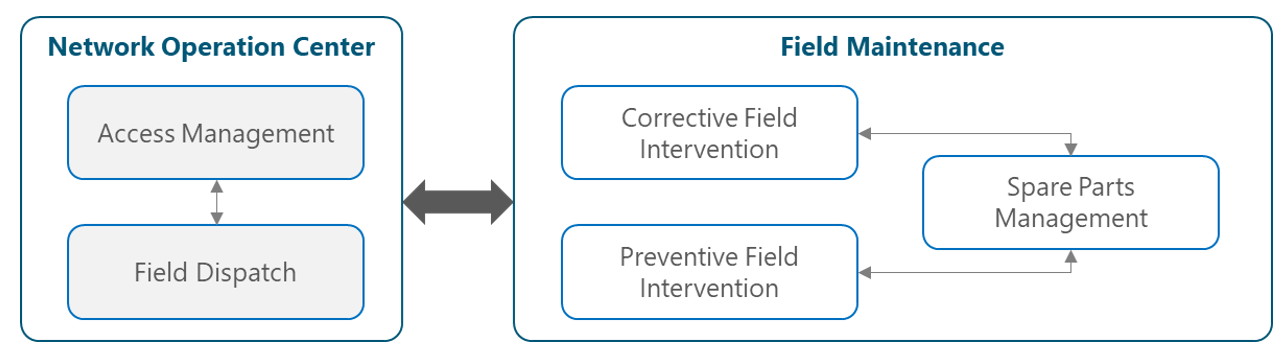 Network Operation Center
Access Management
Field Dispatch
Field Maintenance
Corrective Field
Intervention
Preventive Field
Intervention
Spare Parts
Management